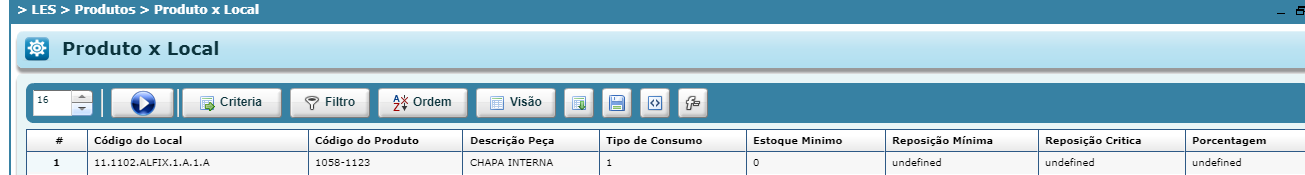 > LES > Produtos > Produto x Local
Produto x Local
16 Criteria Filtro Ordem Visão
# Código do Local Código do Produto Descrição Peça Tipo de Consumo Estoque Minimo Reposição Mínima Reposição Critica Porcentagem
1 11.1102.ALFIX.1.A.1.A 1058-1123 CHAPA INTERNA 1 0 undefined undefined undefined